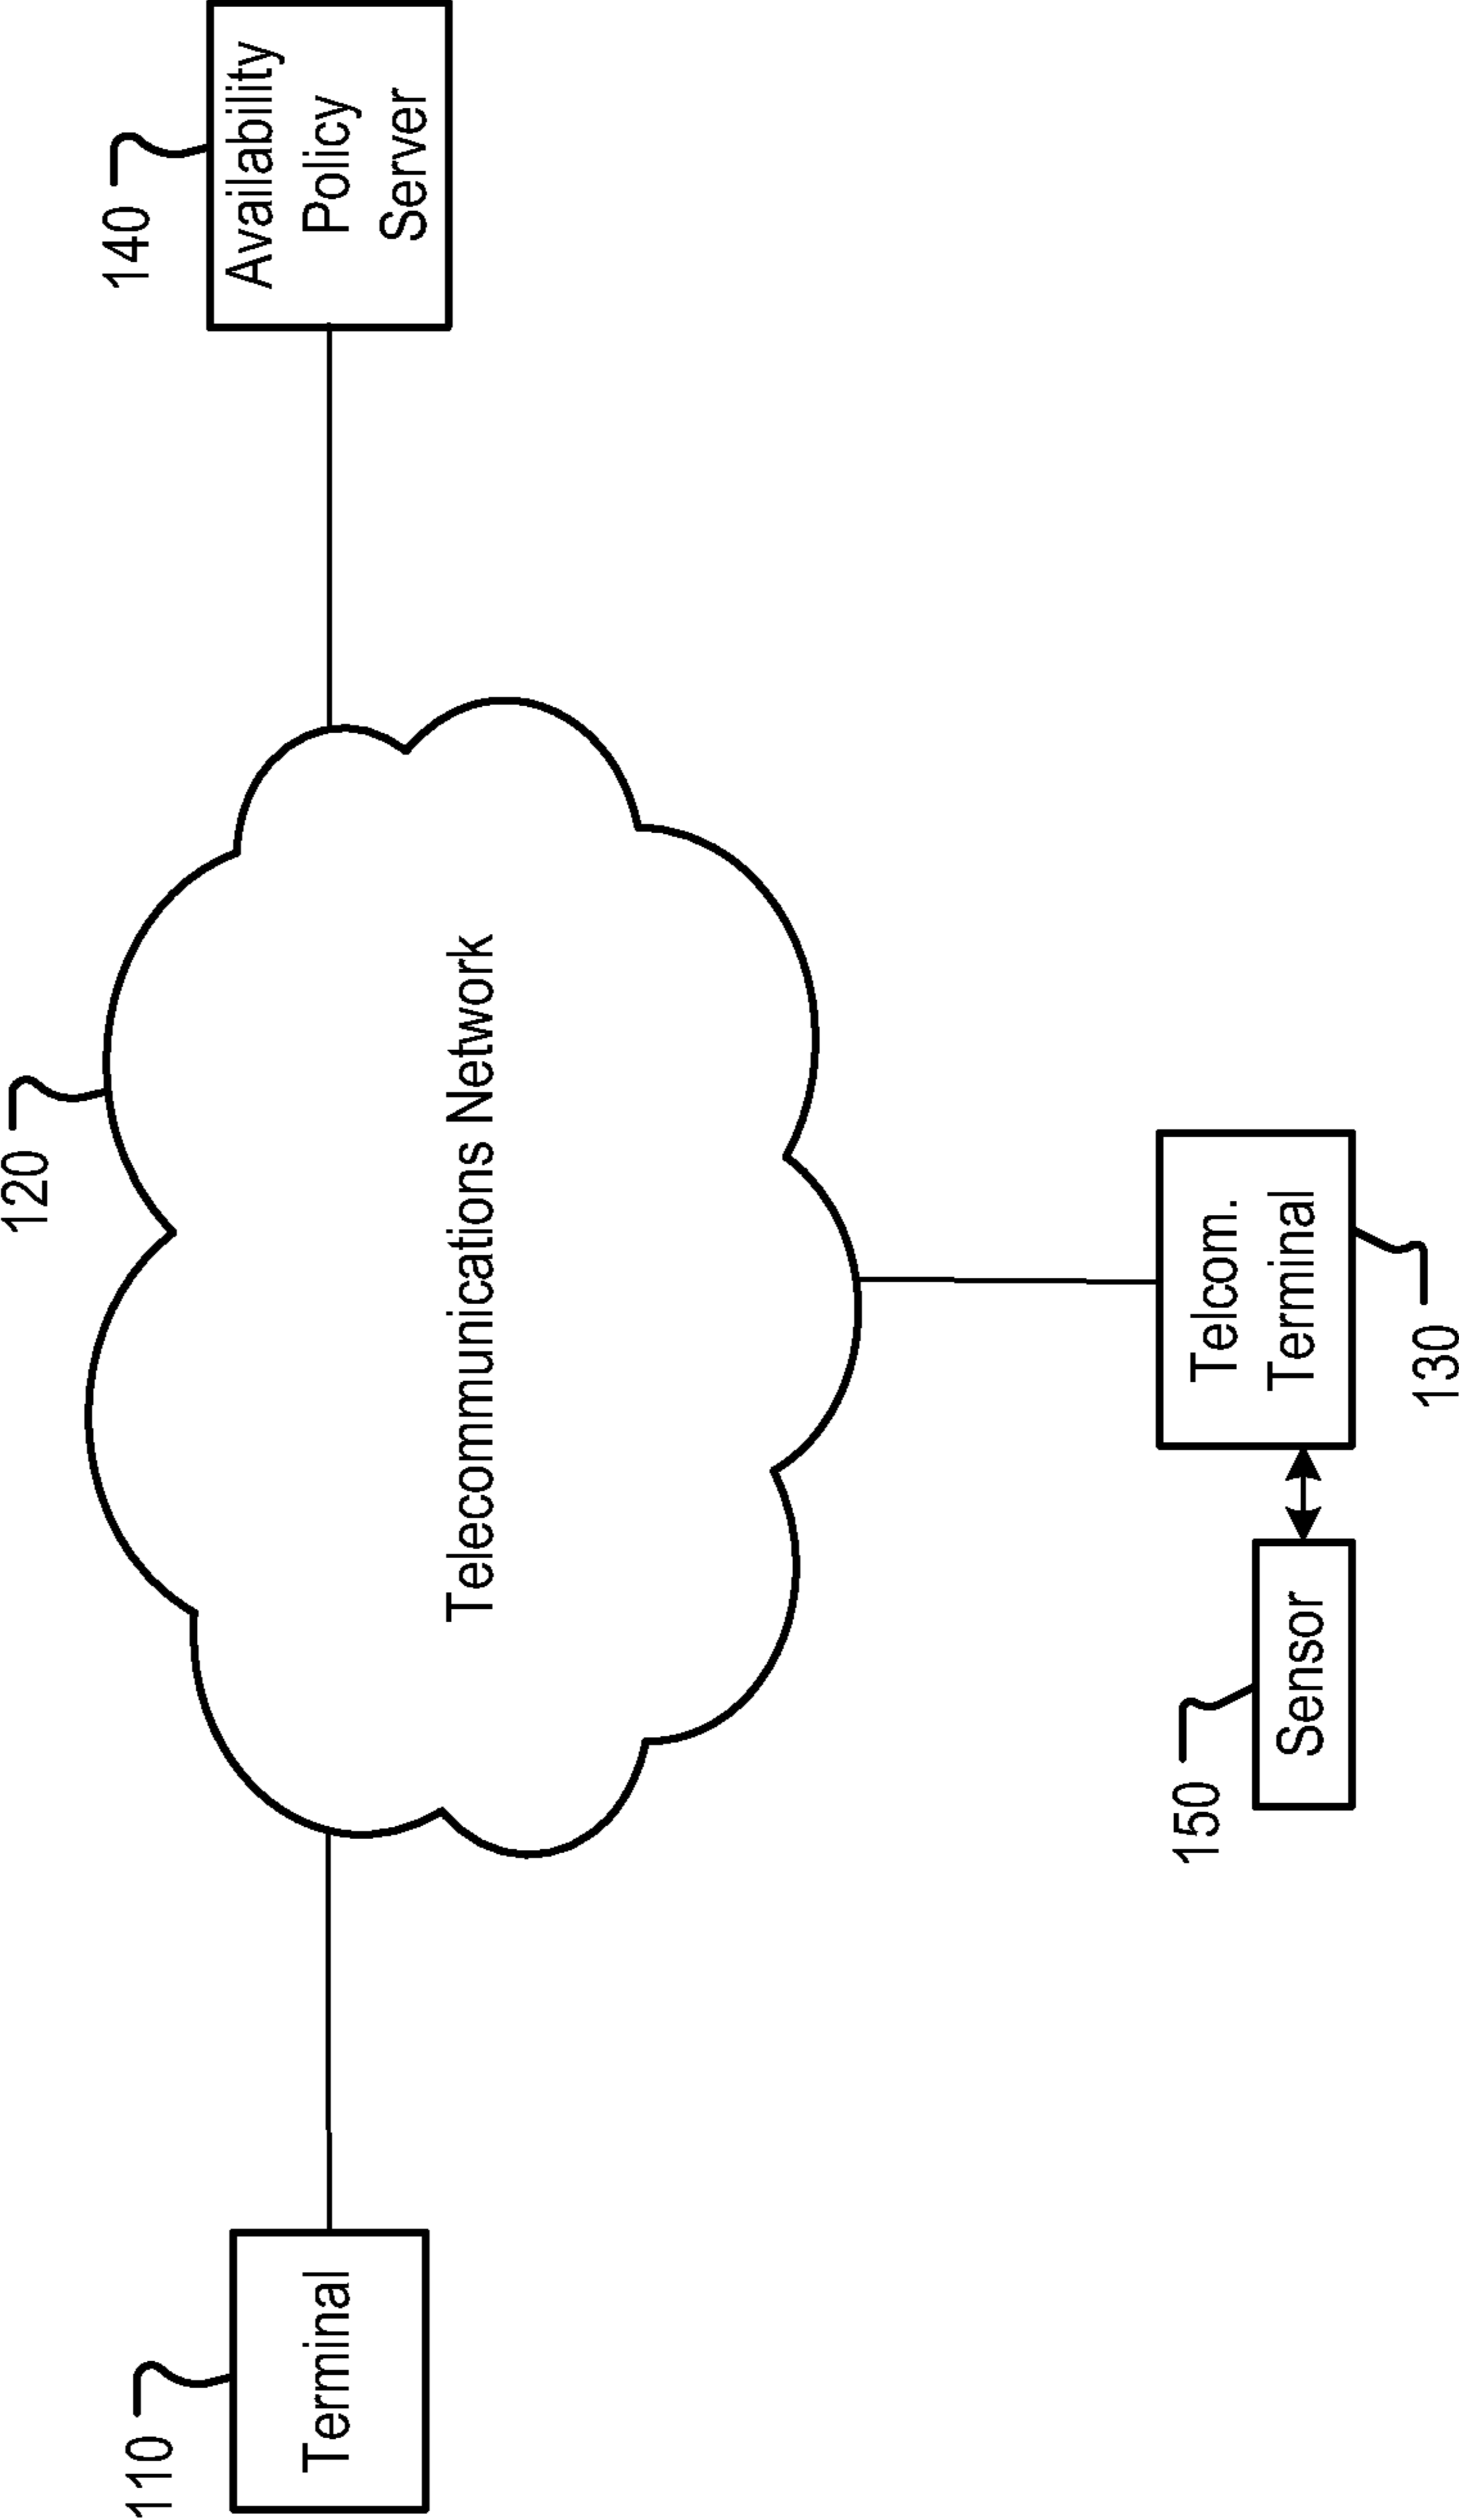 120
110
Terminal
Telecommunications Network
140
Availability
Policy
Server
150
Sensor
Telcom.
Terminal
130